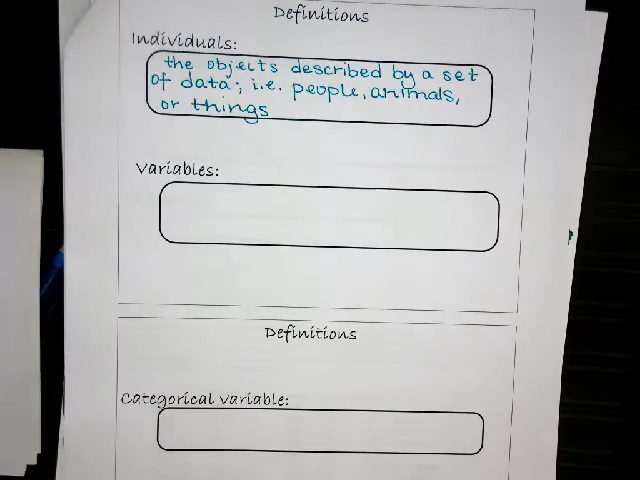 Definitions
Individuals:
the objects described by a set
of data; i.e. people, animals,
or things
Variables:
Definitions
Categorical variable: